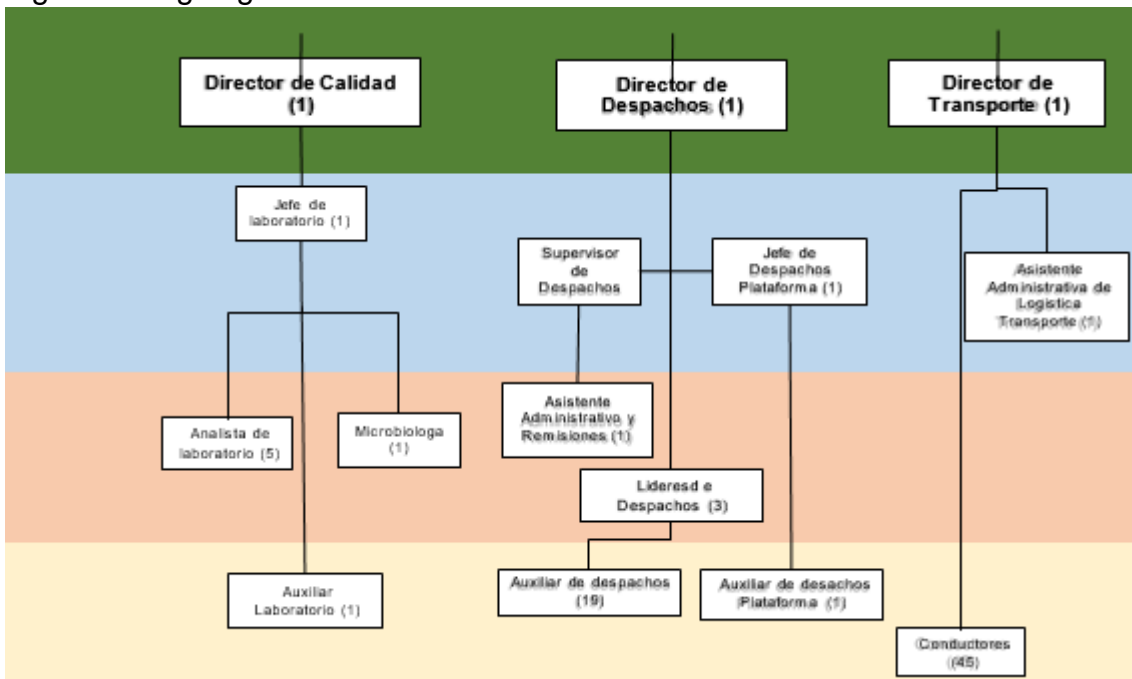 Director de Calidad
(1)
Director de
Despachos (1)
Director de
Transporte (1)
Jefe de
laboratorio (1)
Supervisor
de
Despachos
Jefe de
Despachos
Plataforma (1)
Asistente
Administrativa de
Logistica
Transporte (1)
Asistente
Administrativo y
Remisiones (1)
Analista de
laboratorio (5)
Microbiologa
(1)
Lideresd e
Despachos (3)
Auxiliar
Laboratorio (1)
Auxiliar de despachos
(19)
Auxiliar de desachos
Plataforma (1)
Conductores
(45)